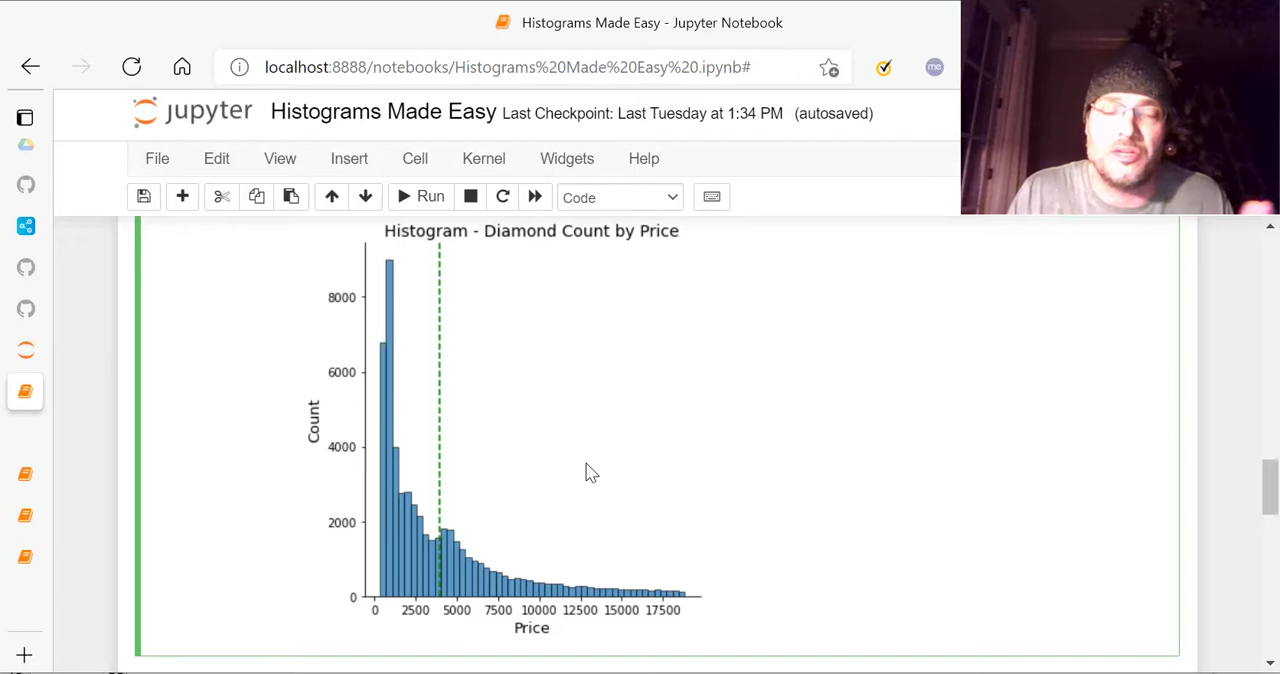 Histograms Made Easy - Jupyter Notebook
localhost:8888/notebooks/Histograms%20Made%20Easy%20.ipynb#
me
jupyter Histograms Made Easy Last Checkpoint: Last Tuesday at 1:34 PM (autosaved)
File Edit View Insert Cell Kernel Widgets Help
Run Code
Histogram - Diamond Count by Price
8000
6000
4000
2000
0
Count
0 2500 5000 7500 10000 12500 15000 17500
Price